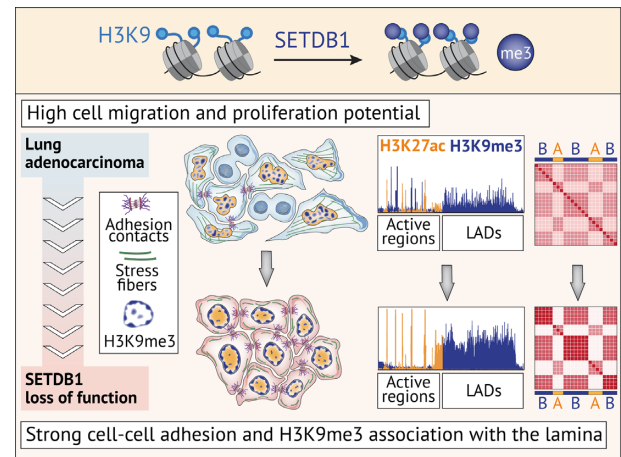 H3K9
SETDB1
me3
High cell migration and proliferation potential
Lung
adenocarcinoma
Adhesion
contacts
Stress
fibers
H3K9me3
SETDB1
loss of function
H3K27ac H3K9me3
Active
regions
LADs
B A B A B
Active
regions
LADs
B A B A B
Strong cell-cell adhesion and H3K9me3 association with the lamina